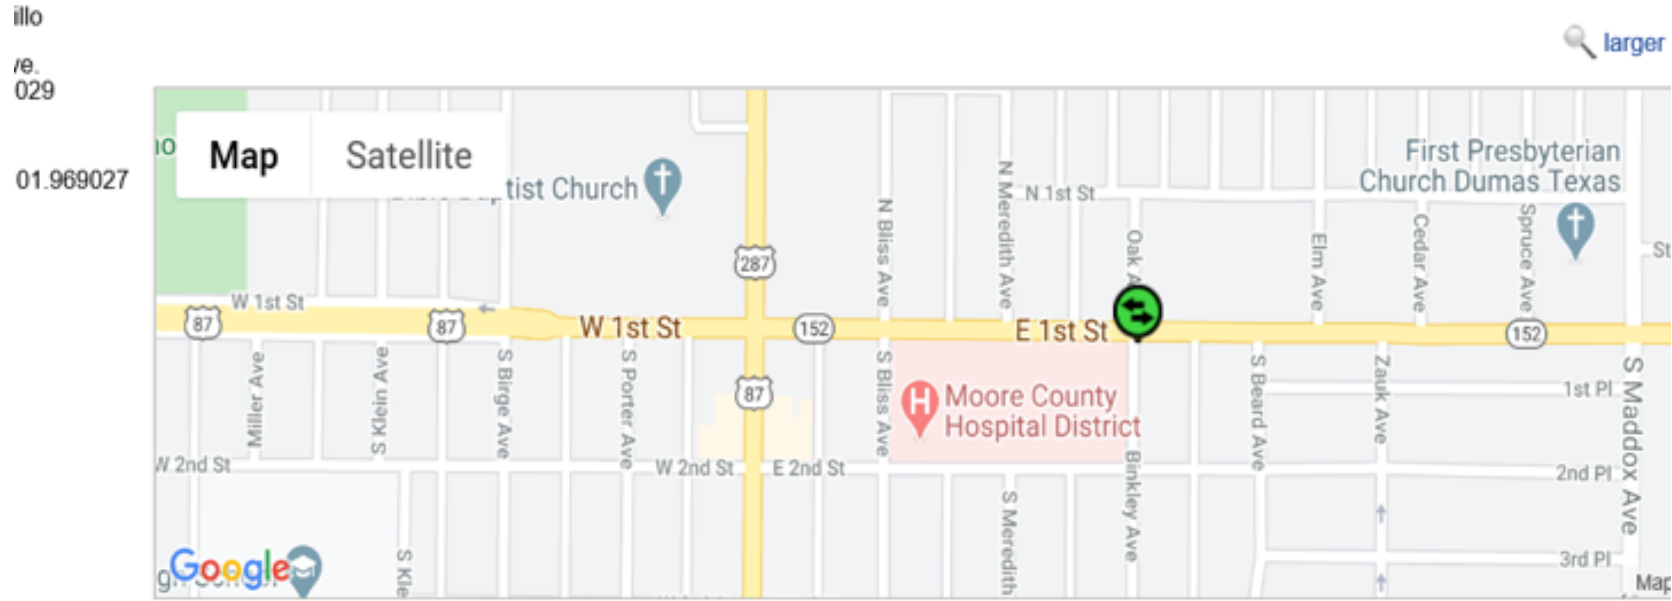 illo
larger
ve.
029
01.969027
Map
Satellite
First Presbyterian
Church Dumas Texas
tist Church
N 1st St
N Bliss Ave
N Meredith Ave
Oak A
Elm Ave
Cedar Ave
Spruce Ave
St
287
W 1st St
87
87
W 1st St
152
E 1st St
152
Miller Ave
S Klein Ave
S Birge Ave
S Porter Ave
87
S Bliss Ave
Moore County
Hospital District
H
S Beard Ave
Zauk Ave
1st Pl
S Maddox Ave
W 2nd St
W 2nd St
E 2nd St
2nd Pl
Binkley Ave
S Meredith
S Kle
3rd Pl
Google
Map